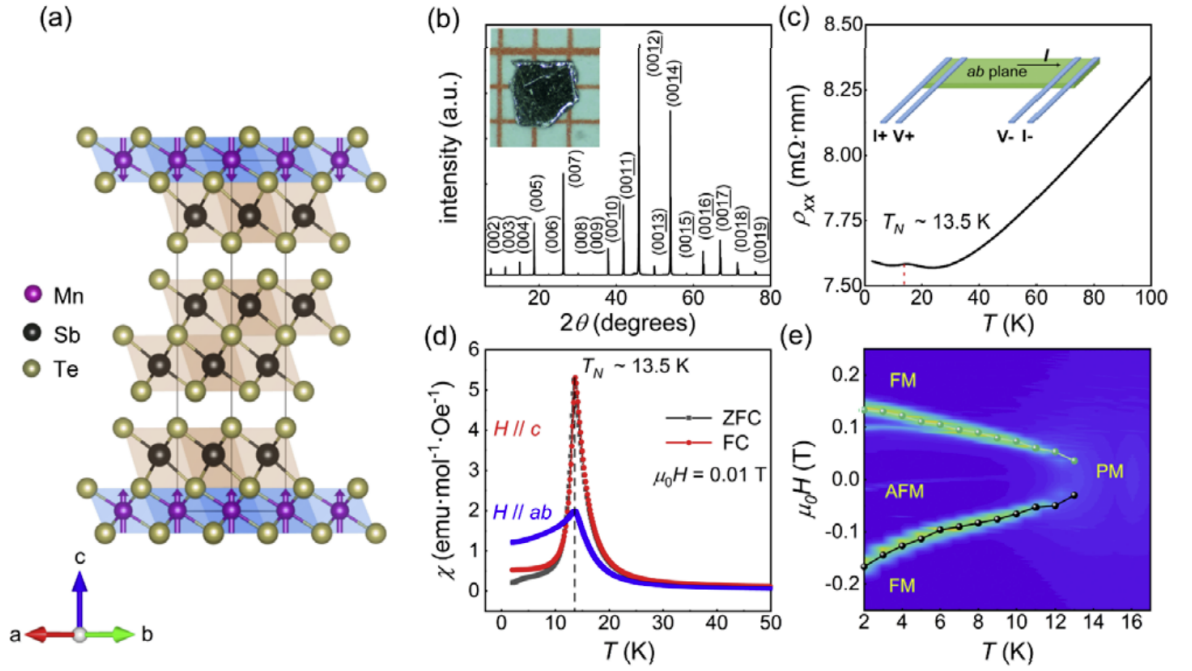 (a)
Mn
Sb
Te
c
a
b
(b)
intensity (a.u.)
(002)
(003)
(004)
(005)
(006)
(007)
(008)
(009)
(0010)
(0011)
(0012)
(0013)
(0014)
(0015)
(0016)
(0017)
(0018)
(0019)
20 40 60 80
2θ (degrees)
(c)
ρxx (mΩ·mm)
8.50
8.25
8.00
7.75
7.50
ab plane
I
I+ V+
V- I-
TN ~ 13.5 K
0 20 40 60 80 100
T (K)
(d)
χ (emu·mol⁻¹·Oe⁻¹)
6
5
4
3
2
1
0
TN ~ 13.5 K
H // c
H // ab
ZFC
FC
μ0H = 0.01 T
0 10 20 30 40 50
T (K)
(e)
μ0H (T)
0.2
0.1
0.0
-0.1
-0.2
FM
AFM
PM
FM
2 4 6 8 10 12 14 16
T (K)